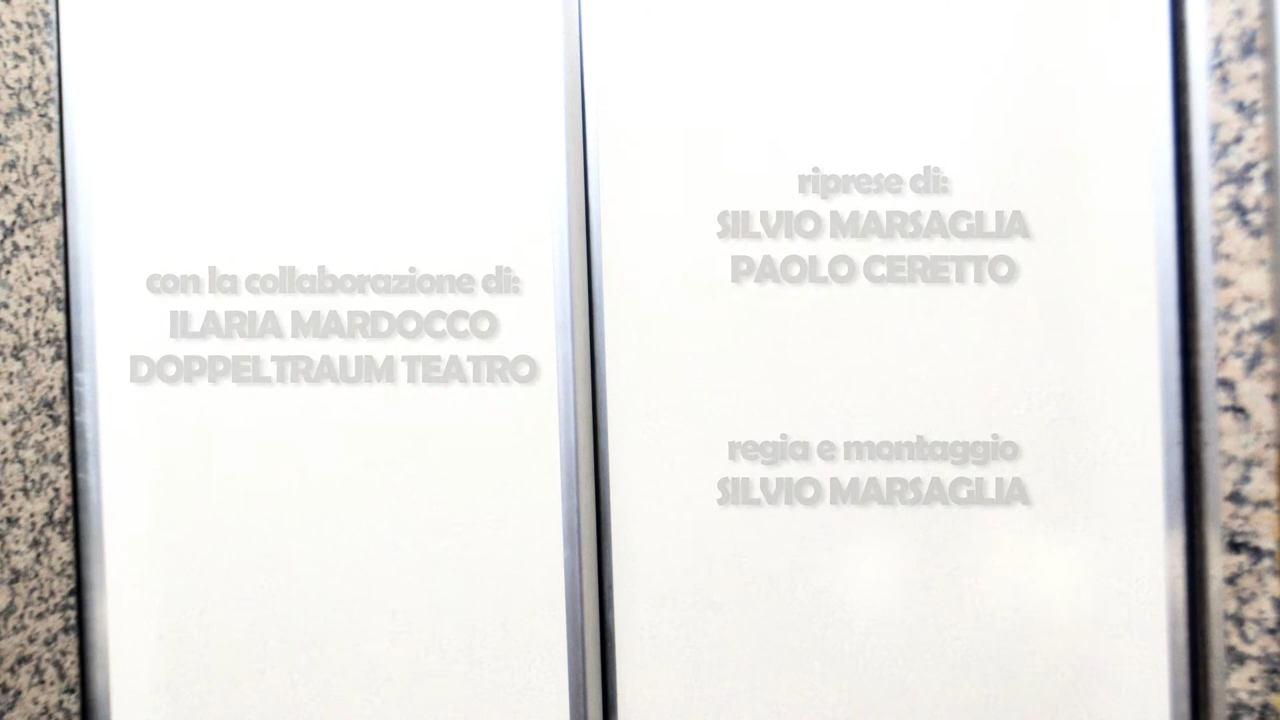 con la collaborazione di:
ILARIA MARDOCCO
DOPPELTRAUM TEATRO
riprese di:
SILVIO MARSAGLIA
PAOLO CERETTO
regia e montaggio
SILVIO MARSAGLIA